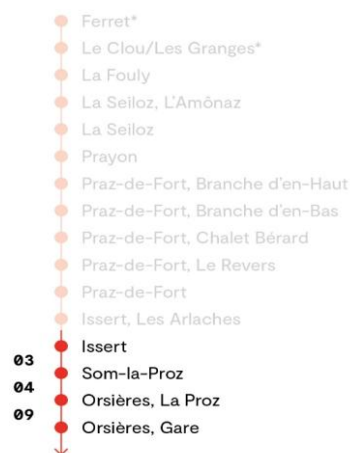 Ferret*
Le Clou/Les Granges*
La Fouly
La Seiloz, L'Amônaz
La Seiloz
Prayon
Praz-de-Fort, Branche d'en-Haut
Praz-de-Fort, Branche d'en-Bas
Praz-de-Fort, Chalet Bérard
Praz-de-Fort, Le Revers
Praz-de-Fort
Issert, Les Arlaches
Issert
03
Som-la-Proz
04
Orsières, La Proz
09
Orsières, Gare